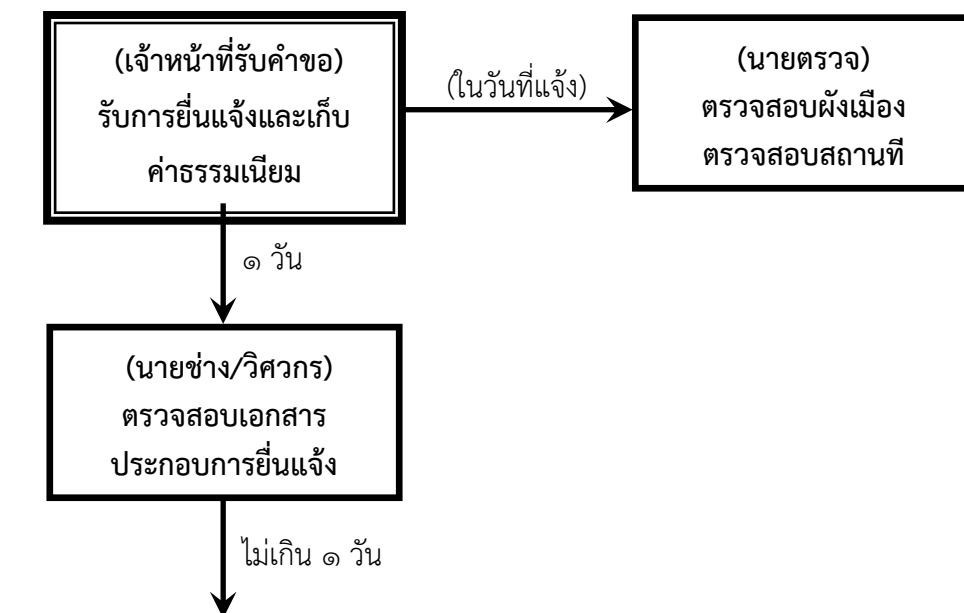 (เจ้าหน้าที่รับคำขอ)
รับการยื่นแจ้งและเก็บ
ค่าธรรมเนียม
(ในวันที่แจ้ง)
(นายตรวจ)
ตรวจสอบผังเมือง
ตรวจสอบสถานที
๑ วัน
(นายช่าง/วิศวกร)
ตรวจสอบเอกสาร
ประกอบการยื่นแจ้ง
ไม่เกิน ๑ วัน